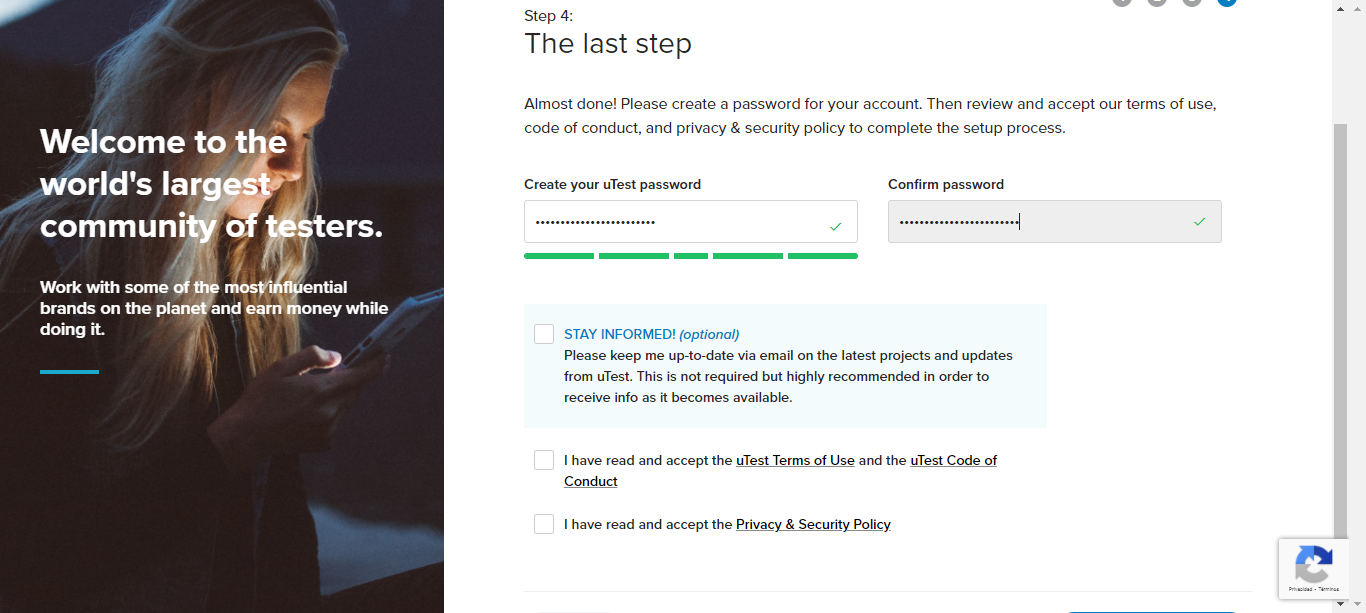 Welcome to the
world's largest
community of testers.
Work with some of the most influential
brands on the planet and earn money while
doing it.
Step 4:
The last step
Almost done! Please create a password for your account. Then review and accept our terms of use,
code of conduct, and privacy & security policy to complete the setup process.
Create your uTest password
Confirm password
STAY INFORMED! (optional)
Please keep me up-to-date via email on the latest projects and updates
from uTest. This is not required but highly recommended in order to
receive info as it becomes available.
I have read and accept the uTest Terms of Use and the uTest Code of
Conduct
I have read and accept the Privacy & Security Policy
Privacidad - Términos